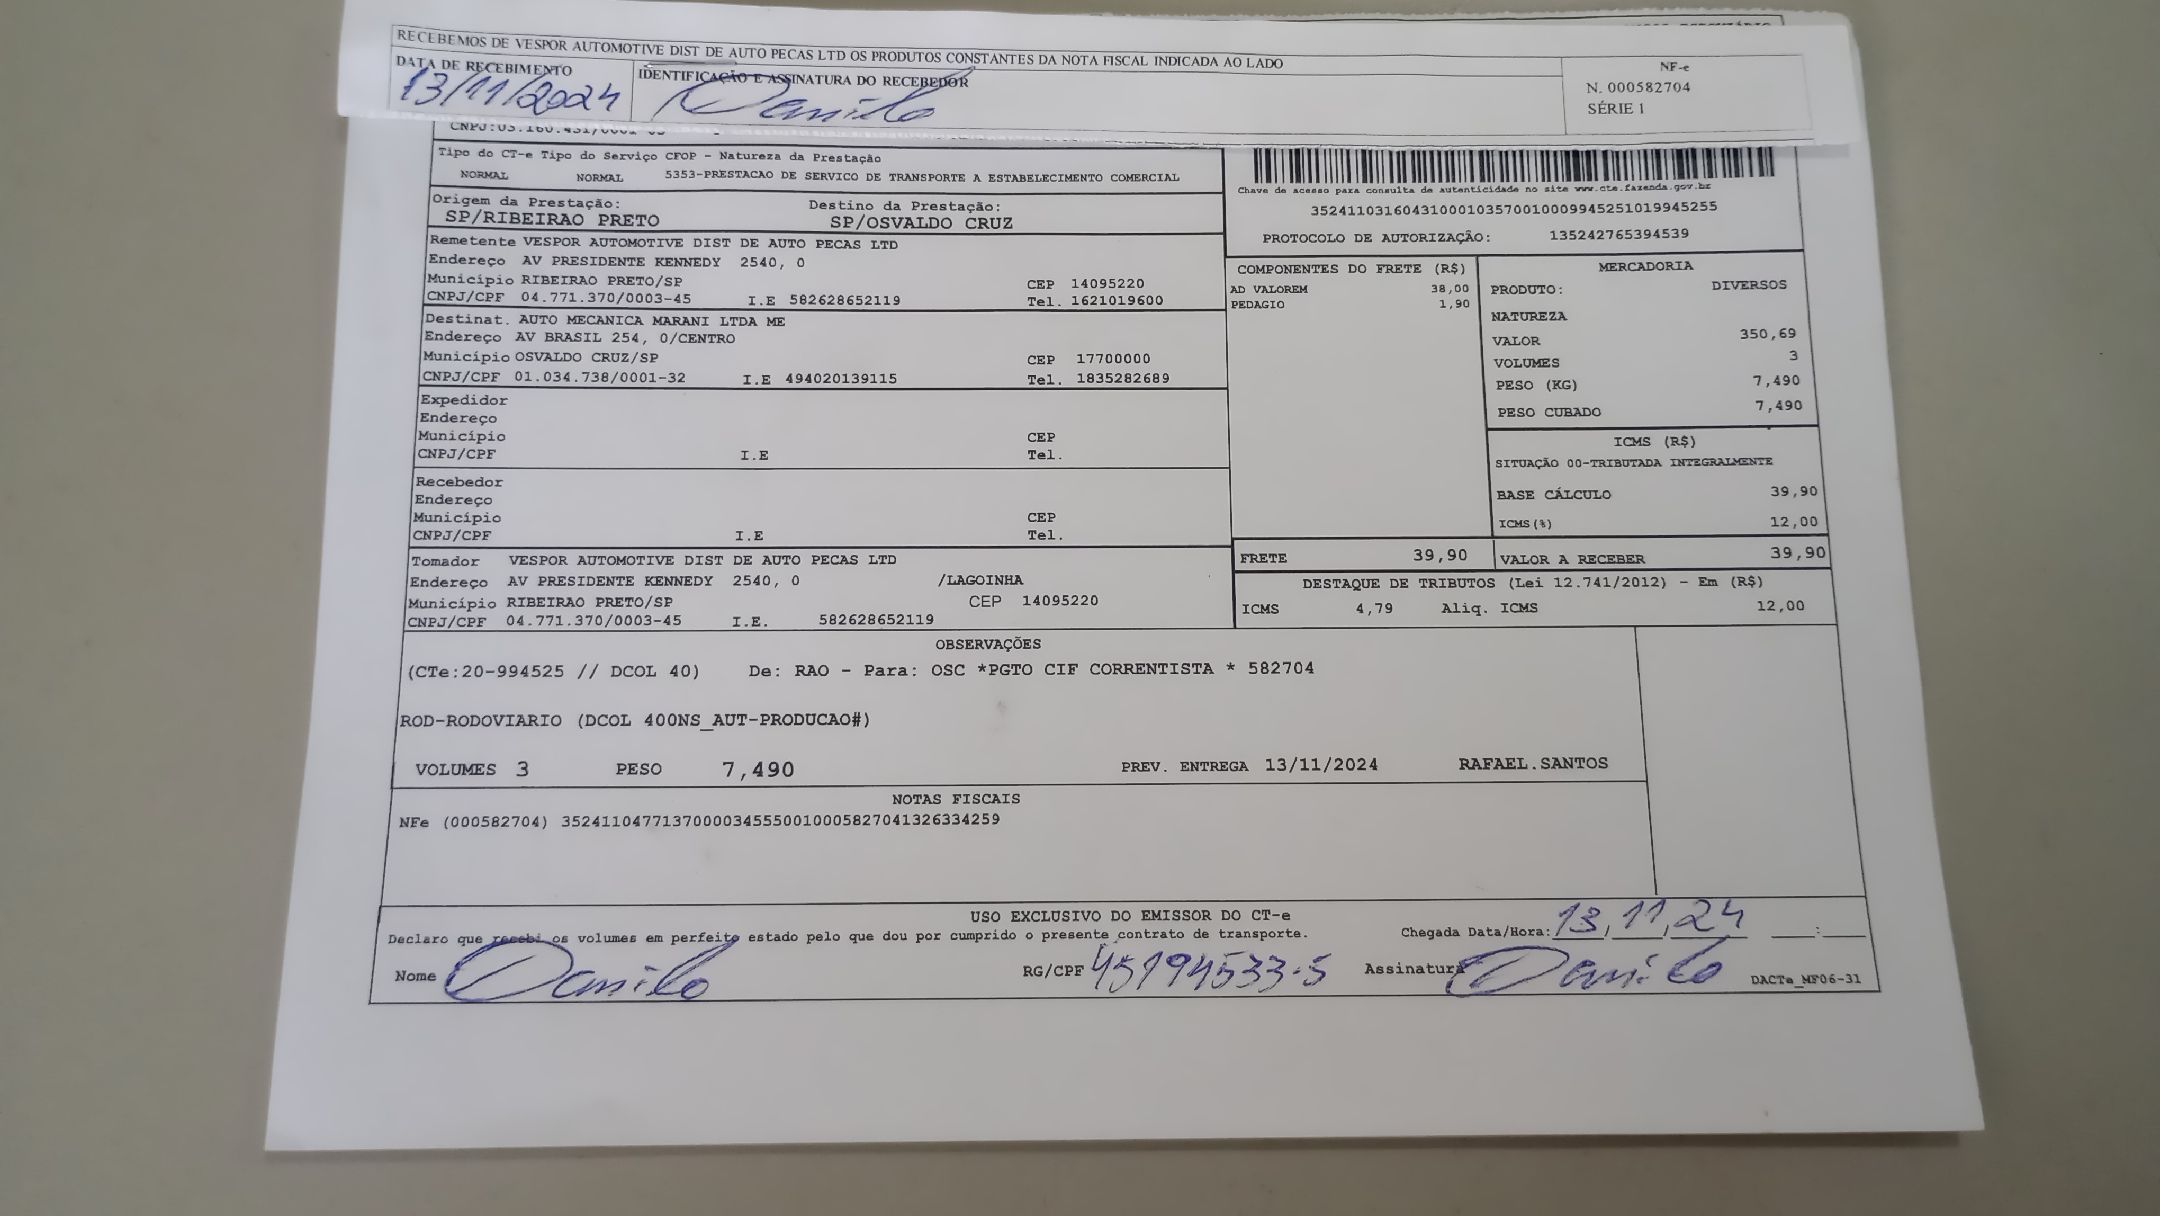 RECEBEMOS DE VESPOR AUTOMOTIVE DIST DE AUTO PECAS LTD OS PRODUTOS CONSTANTES DA NOTA FISCAL INDICADA AO LADO
DATA DE RECEBIMENTO
13/11/2024
IDENTIFICAÇÃO E ASSINATURA DO RECEBEDOR
Danilo
NF-e
N. 000582704
SÉRIE 1
Tipo do CT-e Tipo do Serviço CFOP - Natureza da Prestação
NORMAL NORMAL 5353-PRESTACAO DE SERVICO DE TRANSPORTE A ESTABELECIMENTO COMERCIAL
Chave de acesso para consulta de autenticidade no site www.cte.fazenda.gov.br
35241103160431000103570010009945251019945255
PROTOCOLO DE AUTORIZAÇÃO: 135242765394539
Origem da Prestação: Destino da Prestação:
SP/RIBEIRAO PRETO SP/OSVALDO CRUZ
Remetente VESPOR AUTOMOTIVE DIST DE AUTO PECAS LTD
Endereço AV PRESIDENTE KENNEDY 2540, 0
Município RIBEIRAO PRETO/SP CEP 14095220
CNPJ/CPF 04.771.370/0003-45 I.E 582628652119 Tel. 1621019600
Destinat. AUTO MECANICA MARANI LTDA ME
Endereço AV BRASIL 254, 0/CENTRO
Município OSVALDO CRUZ/SP CEP 17700000
CNPJ/CPF 01.034.738/0001-32 I.E 494020139115 Tel. 1835282689
Expedidor
Endereço
Município CEP
CNPJ/CPF I.E Tel.
Recebedor
Endereço
Município CEP
CNPJ/CPF I.E Tel.
Tomador VESPOR AUTOMOTIVE DIST DE AUTO PECAS LTD
Endereço AV PRESIDENTE KENNEDY 2540, 0 /LAGOINHA
Município RIBEIRAO PRETO/SP CEP 14095220
CNPJ/CPF 04.771.370/0003-45 I.E. 582628652119
COMPONENTES DO FRETE (R$)
AD VALOREM 38,00
PEDAGIO 1,90
MERCADORIA
PRODUTO: DIVERSOS
NATUREZA
VALOR 350,69
VOLUMES 3
PESO (KG) 7,490
PESO CUBADO 7,490
ICMS (R$)
SITUAÇÃO 00-TRIBUTADA INTEGRALMENTE
BASE CÁLCULO 39,90
ICMS(%) 12,00
FRETE 39,90 VALOR A RECEBER 39,90
DESTAQUE DE TRIBUTOS (Lei 12.741/2012) - Em (R$)
ICMS 4,79 Aliq. ICMS 12,00
OBSERVAÇÕES
(CTe:20-994525 // DCOL 40) De: RAO - Para: OSC *PGTO CIF CORRENTISTA * 582704
ROD-RODOVIARIO (DCOL 400NS_AUT-PRODUCAO#)
VOLUMES 3 PESO 7,490 PREV. ENTREGA 13/11/2024 RAFAEL.SANTOS
NOTAS FISCAIS
NFe (000582704) 35241104771370000345550010005827041326334259
USO EXCLUSIVO DO EMISSOR DO CT-e
Declaro que recebi os volumes em perfeito estado pelo que dou por cumprido o presente contrato de transporte. Chegada Data/Hora: 13/11/24 __:__
Nome Danilo RG/CPF 45194533-5 Assinatura Danilo DACTe_MF06-31